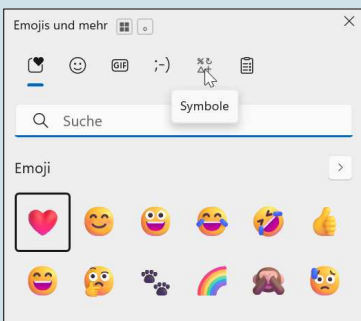 Emojis und mehr
GIF
;-)
Symbole
Suche
Emoji